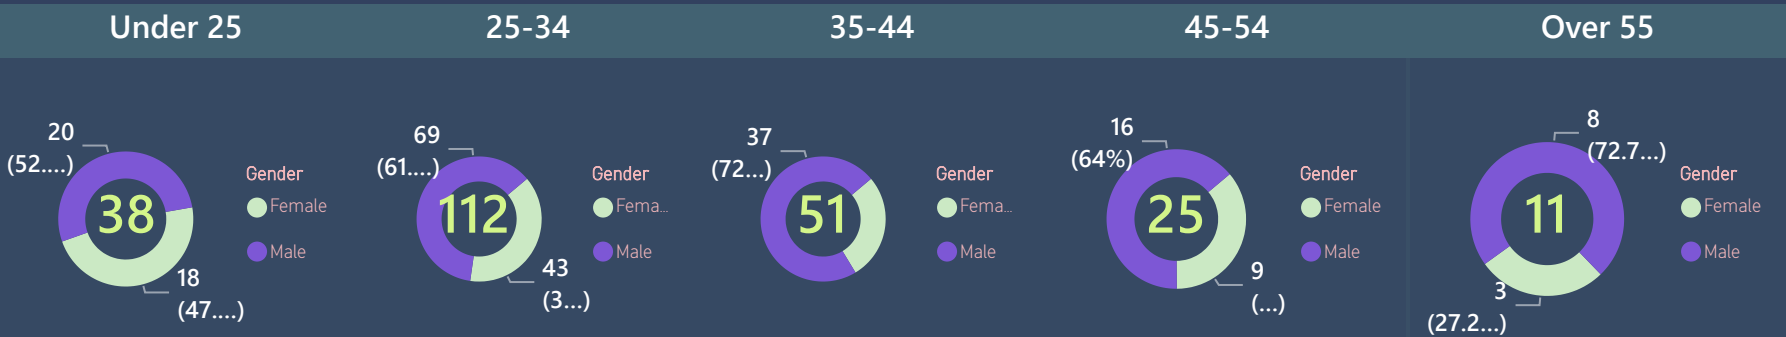 Under 25
25-34
35-44
45-54
Over 55
20
(52....)
38
18
(47....)
Gender
Female
Male
69
(61....)
112
43
(3...)
Gender
Fema...
Male
37
(72...)
51
Gender
Fema...
Male
16
(64%)
25
9
(...)
Gender
Female
Male
8
(72.7...)
11
3
(27.2...)
Gender
Female
Male